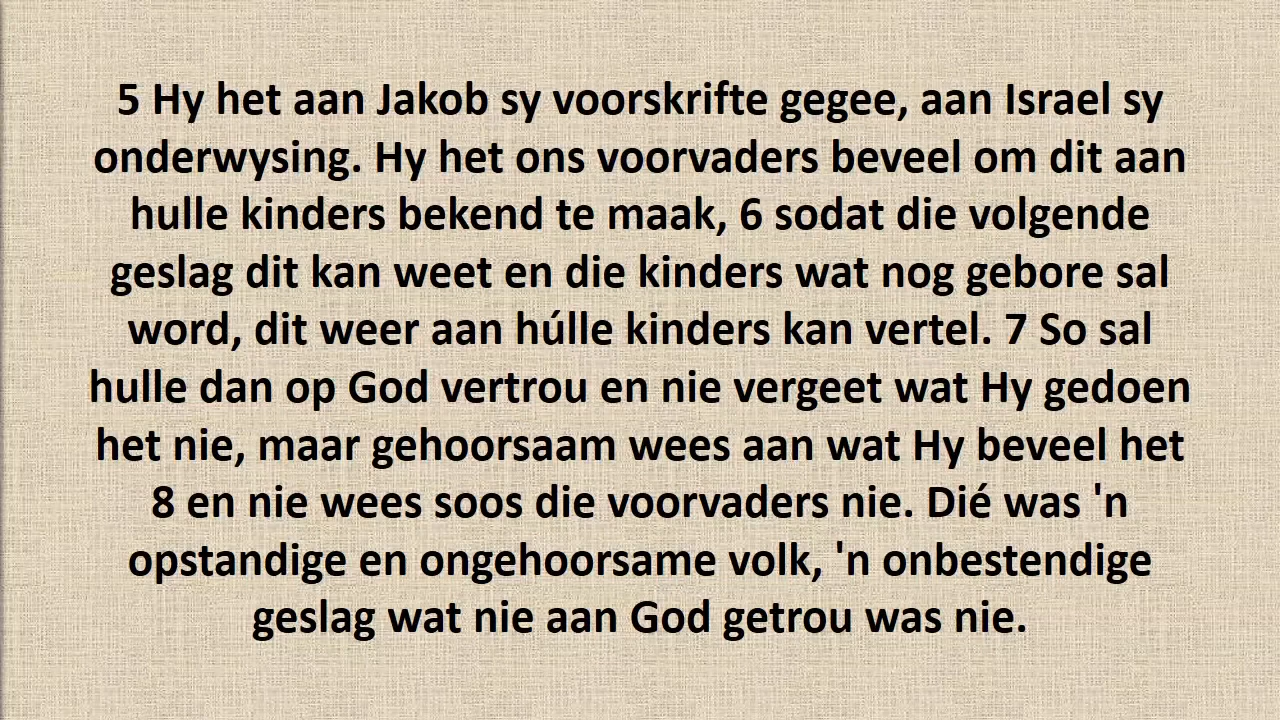 5 Hy het aan Jakob sy voorskrifte gegee, aan Israel sy
onderwysing. Hy het ons voorvaders beveel om dit aan
hulle kinders bekend te maak, 6 sodat die volgende
geslag dit kan weet en die kinders wat nog gebore sal
word, dit weer aan húlle kinders kan vertel. 7 So sal
hulle dan op God vertrou en nie vergeet wat Hy gedoen
het nie, maar gehoorsaam wees aan wat Hy beveel het
8 en nie wees soos die voorvaders nie. Dié was 'n
opstandige en ongehoorsame volk, 'n onbestendige
geslag wat nie aan God getrou was nie.